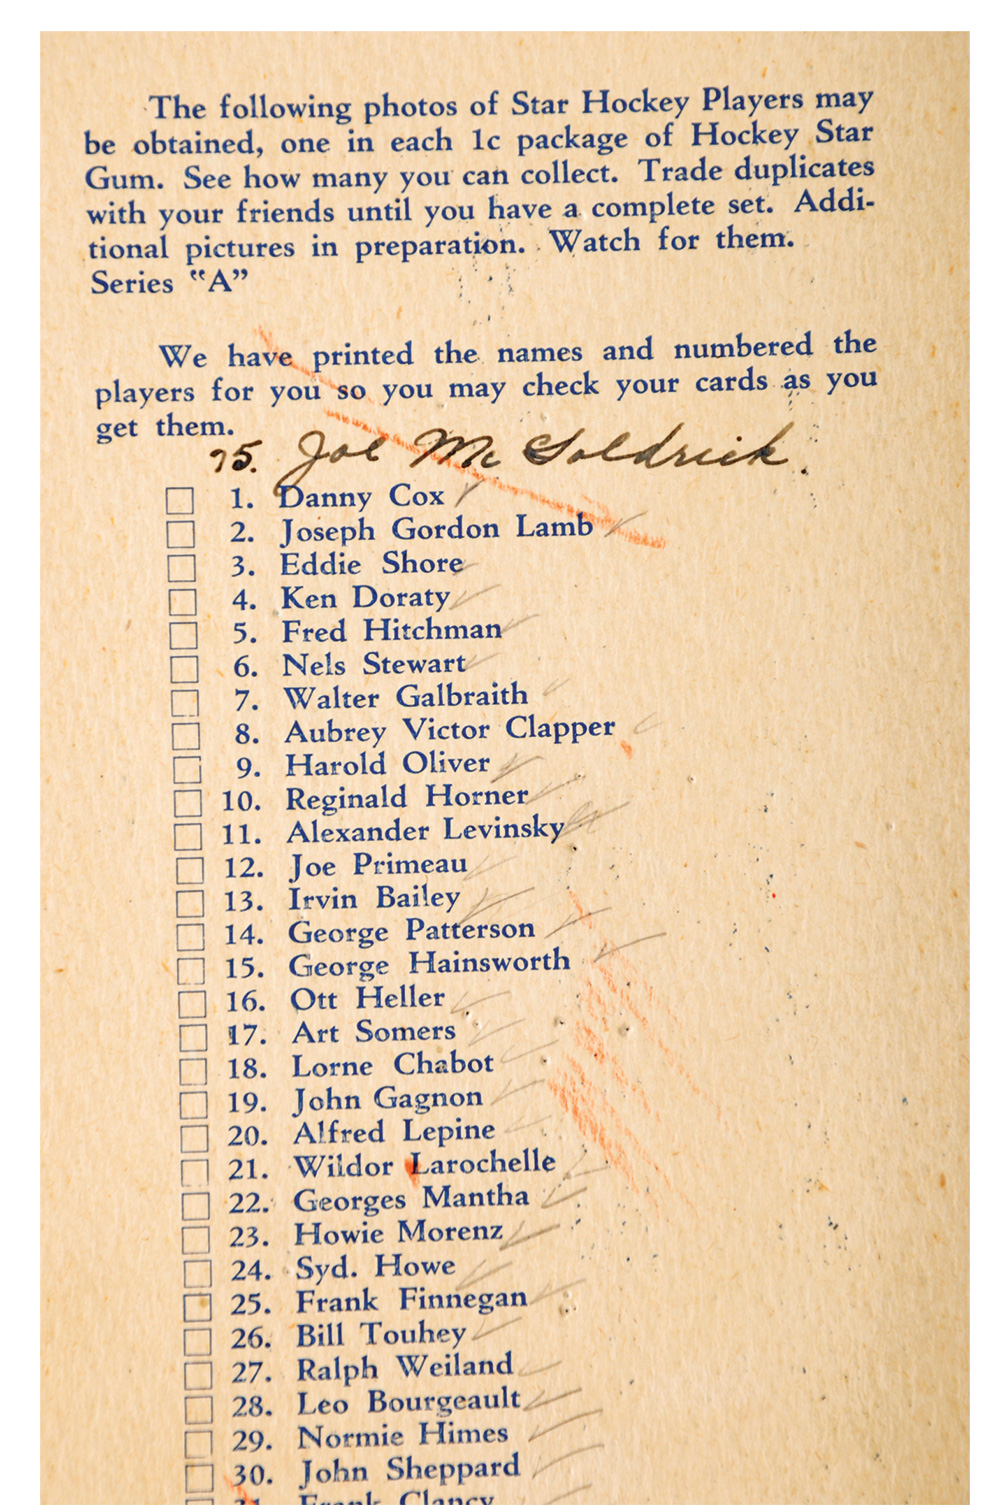 The following photos of Star Hockey Players may
be obtained, one in each 1c package of Hockey Star
Gum. See how many you can collect. Trade duplicates
with your friends until you have a complete set. Addi-
tional pictures in preparation. Watch for them.
Series "A"
We have printed the names and numbered the
players for you so you may check your cards as you
get them.
75. Joe McGoldrick.
1. Danny Cox
2. Joseph Gordon Lamb
3. Eddie Shore
4. Ken Doraty
5. Fred Hitchman
6. Nels Stewart
7. Walter Galbraith
8. Aubrey Victor Clapper
9. Harold Oliver
10. Reginald Horner
11. Alexander Levinsky
12. Joe Primeau
13. Irvin Bailey
14. George Patterson
15. George Hainsworth
16. Ott Heller
17. Art Somers
18. Lorne Chabot
19. John Gagnon
20. Alfred Lepine
21. Wildor Larochelle
22. Georges Mantha
23. Howie Morenz
24. Syd. Howe
25. Frank Finnegan
26. Bill Touhey
27. Ralph Weiland
28. Leo Bourgeault
29. Normie Himes
30. John Sheppard
31. Frank Clancy